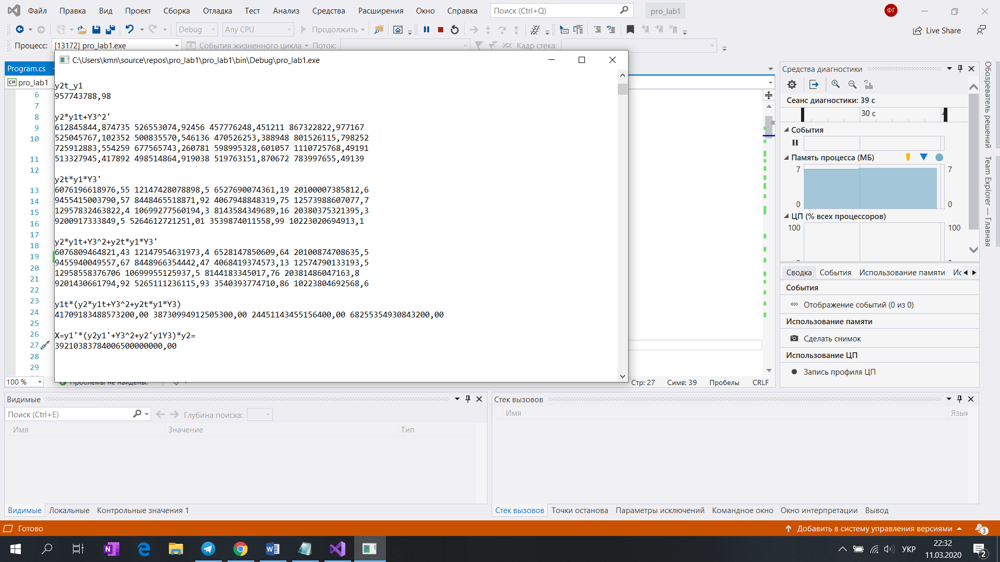 Файл Правка Вид Проект Сборка Отладка Тест Анализ Средства Расширения Окно Справка Поиск (Ctrl+Q) pro_lab1 ФГ
Debug Any CPU Продолжить Live Share
Процесс: [13172] pro_lab1.exe События жизненного цикла Поток: Кадр стека:
C:\Users\kmn\source\repos\pro_lab1\pro_lab1\bin\Debug\pro_lab1.exe
Program.cs
C# pro_lab1
6
7
8
9
10
11
12
13
14
15
16
17
18
19
20
21
22
23
24
25
26
27
28
29
y2t_y1
957743788,98
y2*y1t+Y3^2'
612845844,874735 526553074,92456 457776248,451211 867322822,977167
525045767,102352 500835570,546136 470526253,388948 801526115,798252
725912883,554259 677565743,260781 598995328,601057 1110725768,49191
513327945,417892 498514864,919038 519763151,870672 783997655,49139
y2t*y1*Y3'
6076196618976,55 12147428078898,5 6527690074361,19 20100007385812,6
9455415003790,57 8448465518871,92 4067948848319,75 12573988607077,7
12957832463822,4 10699277560194,3 8143584349689,16 20380375321395,3
9200917333849,5 5264612721251,01 3539874011558,99 10223020694913,1
y2*y1t+Y3^2+y2t*y1*Y3'
6076809464821,43 12147954631973,4 6528147850609,64 20100874708635,5
9455940049557,67 8448966354442,47 4068419374573,13 12574790133193,5
12958558376706 10699955125937,5 8144183345017,76 20381486047163,8
9201430661794,92 5265111236115,93 3540393774710,86 10223804692568,6
y1t*(y2*y1t+Y3^2+y2t*y1*Y3)
41709183488573200,00 38730994912505300,00 24451143455156400,00 68255354930843200,00
X=y1'*(y2y1'+Y3^2+y2'y1Y3)*y2=
39210383784006500000000,00
100 % Проблемы не найдены. Стр: 27 Симв: 39 Пробелы CRLF
Средства диагностики
Сеанс диагностики: 39 с
30 с
События
Память процесса (МБ)
7 7
0 0
ЦП (% всех процессоров)
100 100
Сводка События Использование памяти Ис
События
Отображение событий (0 из 0)
Использование памяти
Сделать снимок
Использование ЦП
Запись профиля ЦП
Обозреватель решений
Team Explorer — Главная
Видимые
Поиск (Ctrl+E) Глубина поиска:
Имя Значение Тип
Видимые Локальные Контрольные значения 1
Стек вызовов
Имя Язык
Стек вызовов Точки останова Параметры исключений Командное окно Окно интерпретации Вывод
Готово Добавить в систему управления версиями 3
УКР 22:32
11.03.2020 2